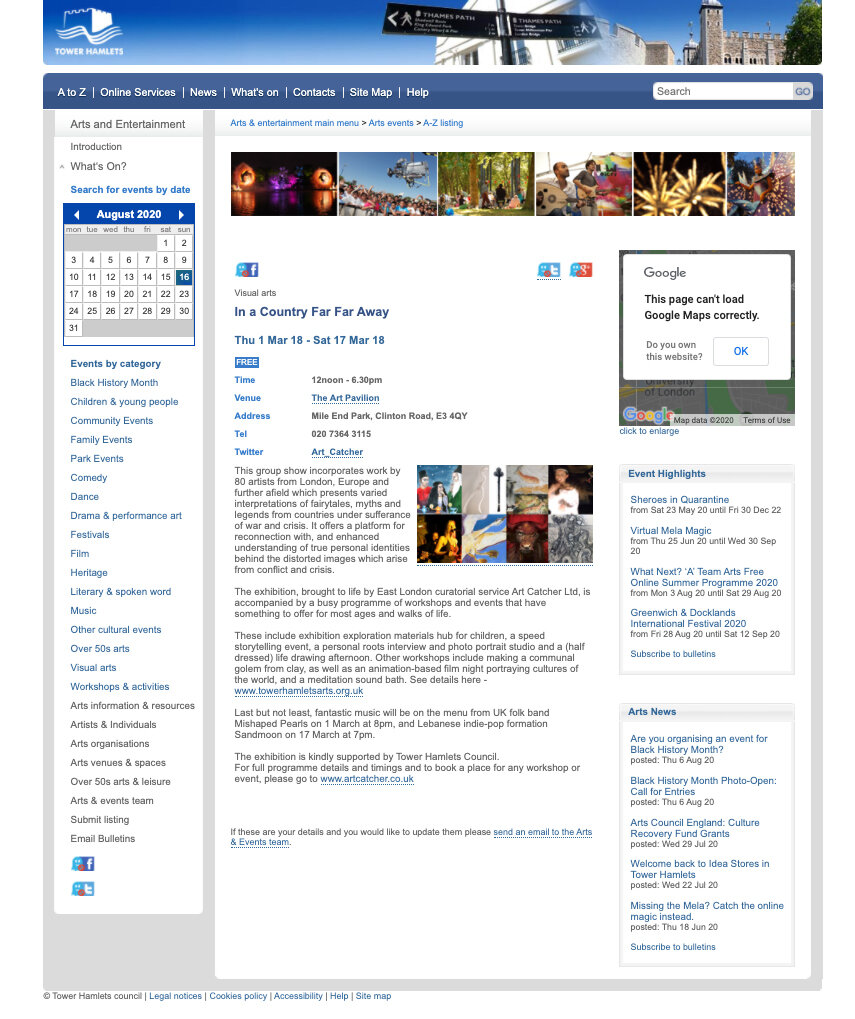 THAMES PATH
THAMES PATH
TOWER HAMLETS
A to Z | Online Services | News | What's on | Contacts | Site Map | Help
Search
GO
Arts and Entertainment
Introduction
What's On?
Search for events by date
August 2020
mon tue wed thu fri sat sun
1 2
3 4 5 6 7 8 9
10 11 12 13 14 15 16
17 18 19 20 21 22 23
24 25 26 27 28 29 30
31
Events by category
Black History Month
Children & young people
Community Events
Family Events
Park Events
Comedy
Dance
Drama & performance art
Festivals
Film
Heritage
Literary & spoken word
Music
Other cultural events
Over 50s arts
Visual arts
Workshops & activities
Arts information & resources
Artists & Individuals
Arts organisations
Arts venues & spaces
Over 50s arts & leisure
Arts & events team
Submit listing
Email Bulletins
Arts & entertainment main menu > Arts events > A-Z listing
Visual arts
In a Country Far Far Away
Thu 1 Mar 18 - Sat 17 Mar 18
FREE
Time 12noon - 6.30pm
Venue The Art Pavilion
Address Mile End Park, Clinton Road, E3 4QY
Tel 020 7364 3115
Twitter Art_Catcher
This group show incorporates work by
80 artists from London, Europe and
further afield which presents varied
interpretations of fairytales, myths and
legends from countries under sufferance
of war and crisis. It offers a platform for
reconnection with, and enhanced
understanding of true personal identities
behind the distorted images which arise
from conflict and crisis.
The exhibition, brought to life by East London curatorial service Art Catcher Ltd, is
accompanied by a busy programme of workshops and events that have
something to offer for most ages and walks of life.
These include exhibition exploration materials hub for children, a speed
storytelling event, a personal roots interview and photo portrait studio and a (half
dressed) life drawing afternoon. Other workshops include making a communal
golem from clay, as well as an animation-based film night portraying cultures of
the world, and a meditation sound bath. See details here -
www.towerhamletsarts.org.uk
Last but not least, fantastic music will be on the menu from UK folk band
Mishaped Pearls on 1 March at 8pm, and Lebanese indie-pop formation
Sandmoon on 17 March at 7pm.
The exhibition is kindly supported by Tower Hamlets Council.
For full programme details and timings and to book a place for any workshop or
event, please go to www.artcatcher.co.uk
If these are your details and you would like to update them please send an email to the Arts
& Events team.
Google
This page can't load
Google Maps correctly.
Do you own
this website?
OK
University
of London
Google
Map data ©2020 Terms of Use
click to enlarge
Event Highlights
Sheroes in Quarantine
from Sat 23 May 20 until Fri 30 Dec 22
Virtual Mela Magic
from Thu 25 Jun 20 until Wed 30 Sep
20
What Next? ‘A’ Team Arts Free
Online Summer Programme 2020
from Mon 3 Aug 20 until Sat 29 Aug 20
Greenwich & Docklands
International Festival 2020
from Fri 28 Aug 20 until Sat 12 Sep 20
Subscribe to bulletins
Arts News
Are you organising an event for
Black History Month?
posted: Thu 6 Aug 20
Black History Month Photo-Open:
Call for Entries
posted: Thu 6 Aug 20
Arts Council England: Culture
Recovery Fund Grants
posted: Wed 29 Jul 20
Welcome back to Idea Stores in
Tower Hamlets
posted: Wed 22 Jul 20
Missing the Mela? Catch the online
magic instead.
posted: Thu 18 Jun 20
Subscribe to bulletins
© Tower Hamlets council | Legal notices | Cookies policy | Accessibility | Help | Site map